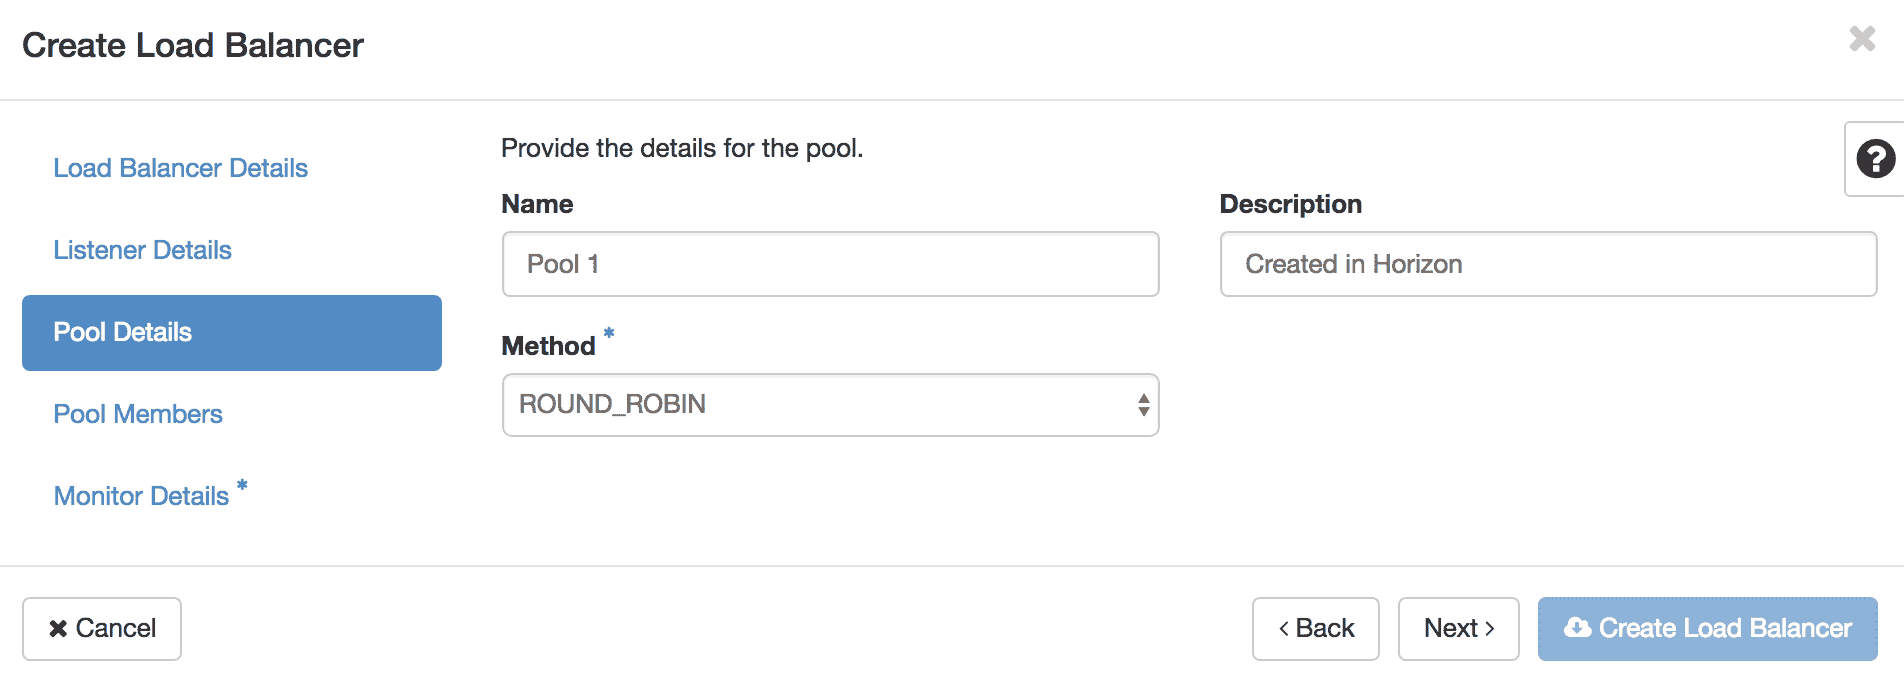 Create Load Balancer
Load Balancer Details
Listener Details
Pool Details
Pool Members
Monitor Details *
Provide the details for the pool.
Name
Pool 1
Description
Created in Horizon
Method *
ROUND_ROBIN
Cancel
Back
Next
Create Load Balancer